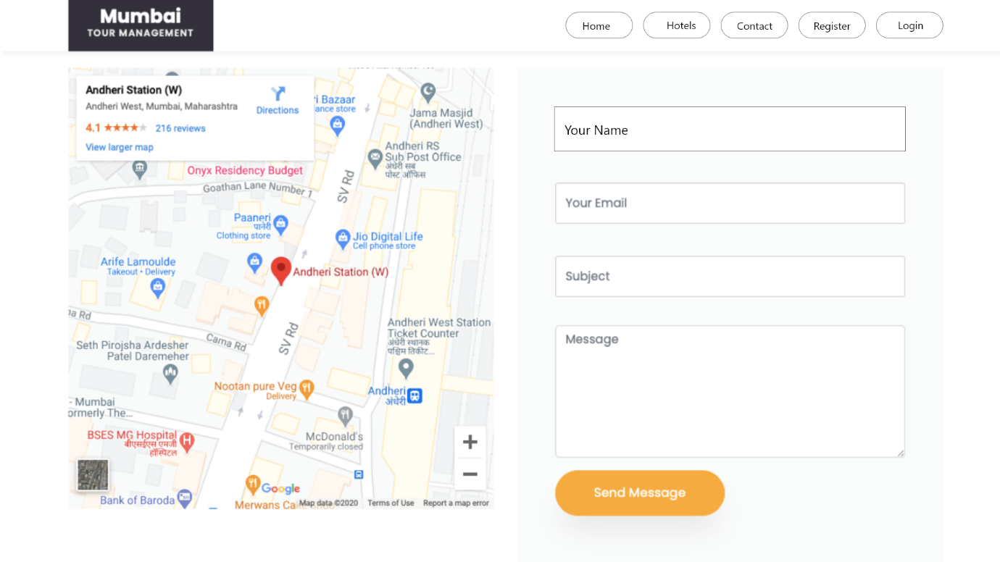 Mumbai
TOUR MANAGEMENT
Home
Hotels
Contact
Register
Login
Andheri Station (W)
Andheri West, Mumbai, Maharashtra
Directions
4.1
216 reviews
View larger map
ri Bazaar
iance store
Jama Masjid
(Andheri West)
Andheri RS
Sub Post Office
अंधेरी सब
पोस्ट ऑफिस
Onyx Residency Budget
Goathan Lane Number 1
SV Rd
Paaneri
पानेरी
Clothing store
Jio Digital Life
Cell phone store
Arife Lamoulde
Takeout • Delivery
Andheri Station (W)
na Rd
Cama Rd
SV Rd
Andheri West Station
Ticket Counter
अंधेरी स्थानक
पश्चिम तिकीट...
Seth Pirojsha Ardesher
Patel Daremeher
Nootan pure Veg
Delivery
Andheri
अंधेरी
- Mumbai
ormerly The...
BSES MG Hospital
बीएसईएस एमजी
हॉस्पिटल
McDonald's
Temporarily closed
Bank of Baroda
Google
Merwans Cake
Map data ©2020
Terms of Use
Report a map error
+
−
Your Name
Your Email
Subject
Message
Send Message